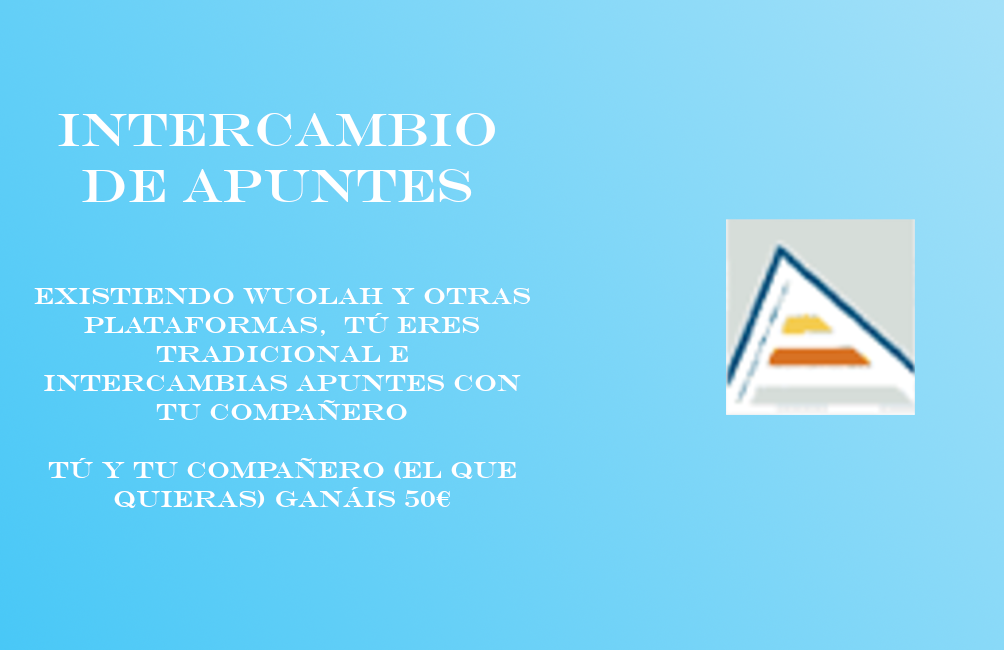 INTERCAMBIO
DE APUNTES
EXISTIENDO WUOLAH Y OTRAS
PLATAFORMAS, TÚ ERES
TRADICIONAL E
INTERCAMBIAS APUNTES CON
TU COMPAÑERO
TÚ Y TU COMPAÑERO (EL QUE
QUIERAS) GANÁIS 50€